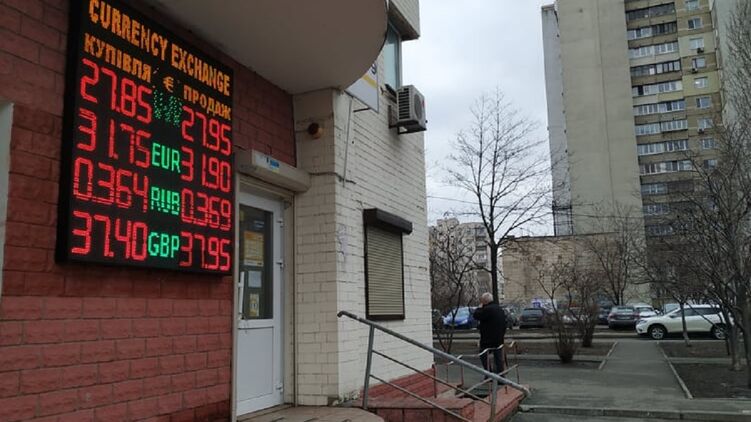 CURRENCY EXCHANGE
КУПІВЛЯ € ПРОДАЖ
27.85 27.95
31.75 EUR 31.90
0.364 RUB 0.369
37.40 GBP 37.95